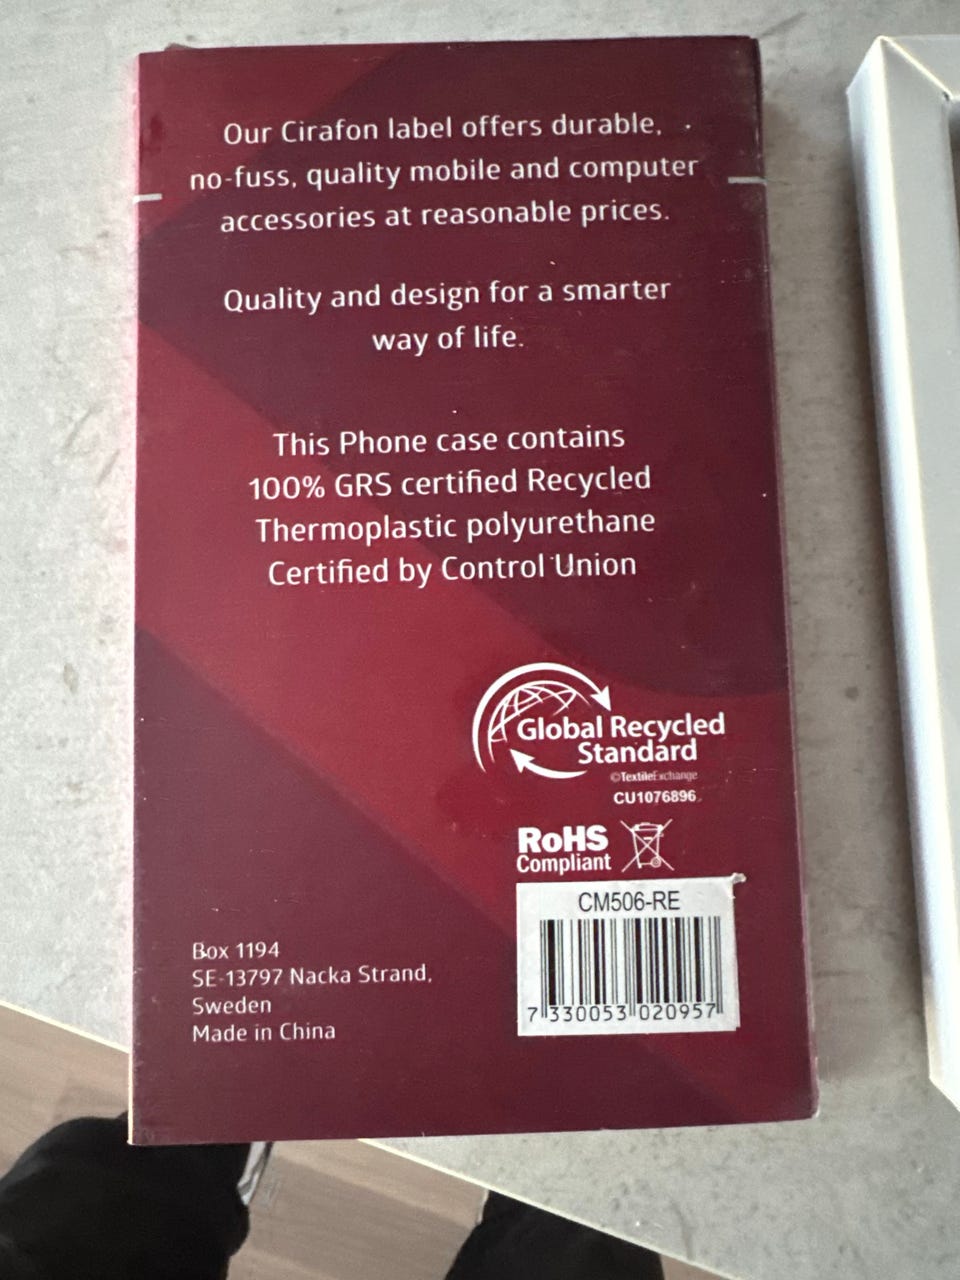 Our Cirafon label offers durable,
no-fuss, quality mobile and computer
accessories at reasonable prices.
Quality and design for a smarter
way of life.
This Phone case contains
100% GRS certified Recycled
Thermoplastic polyurethane
Certified by Control Union
Global Recycled
Standard
©TextileExchange
CU1076896
RoHS
Compliant
CM506-RE
7 330053 020957
Box 1194
SE-13797 Nacka Strand,
Sweden
Made in China